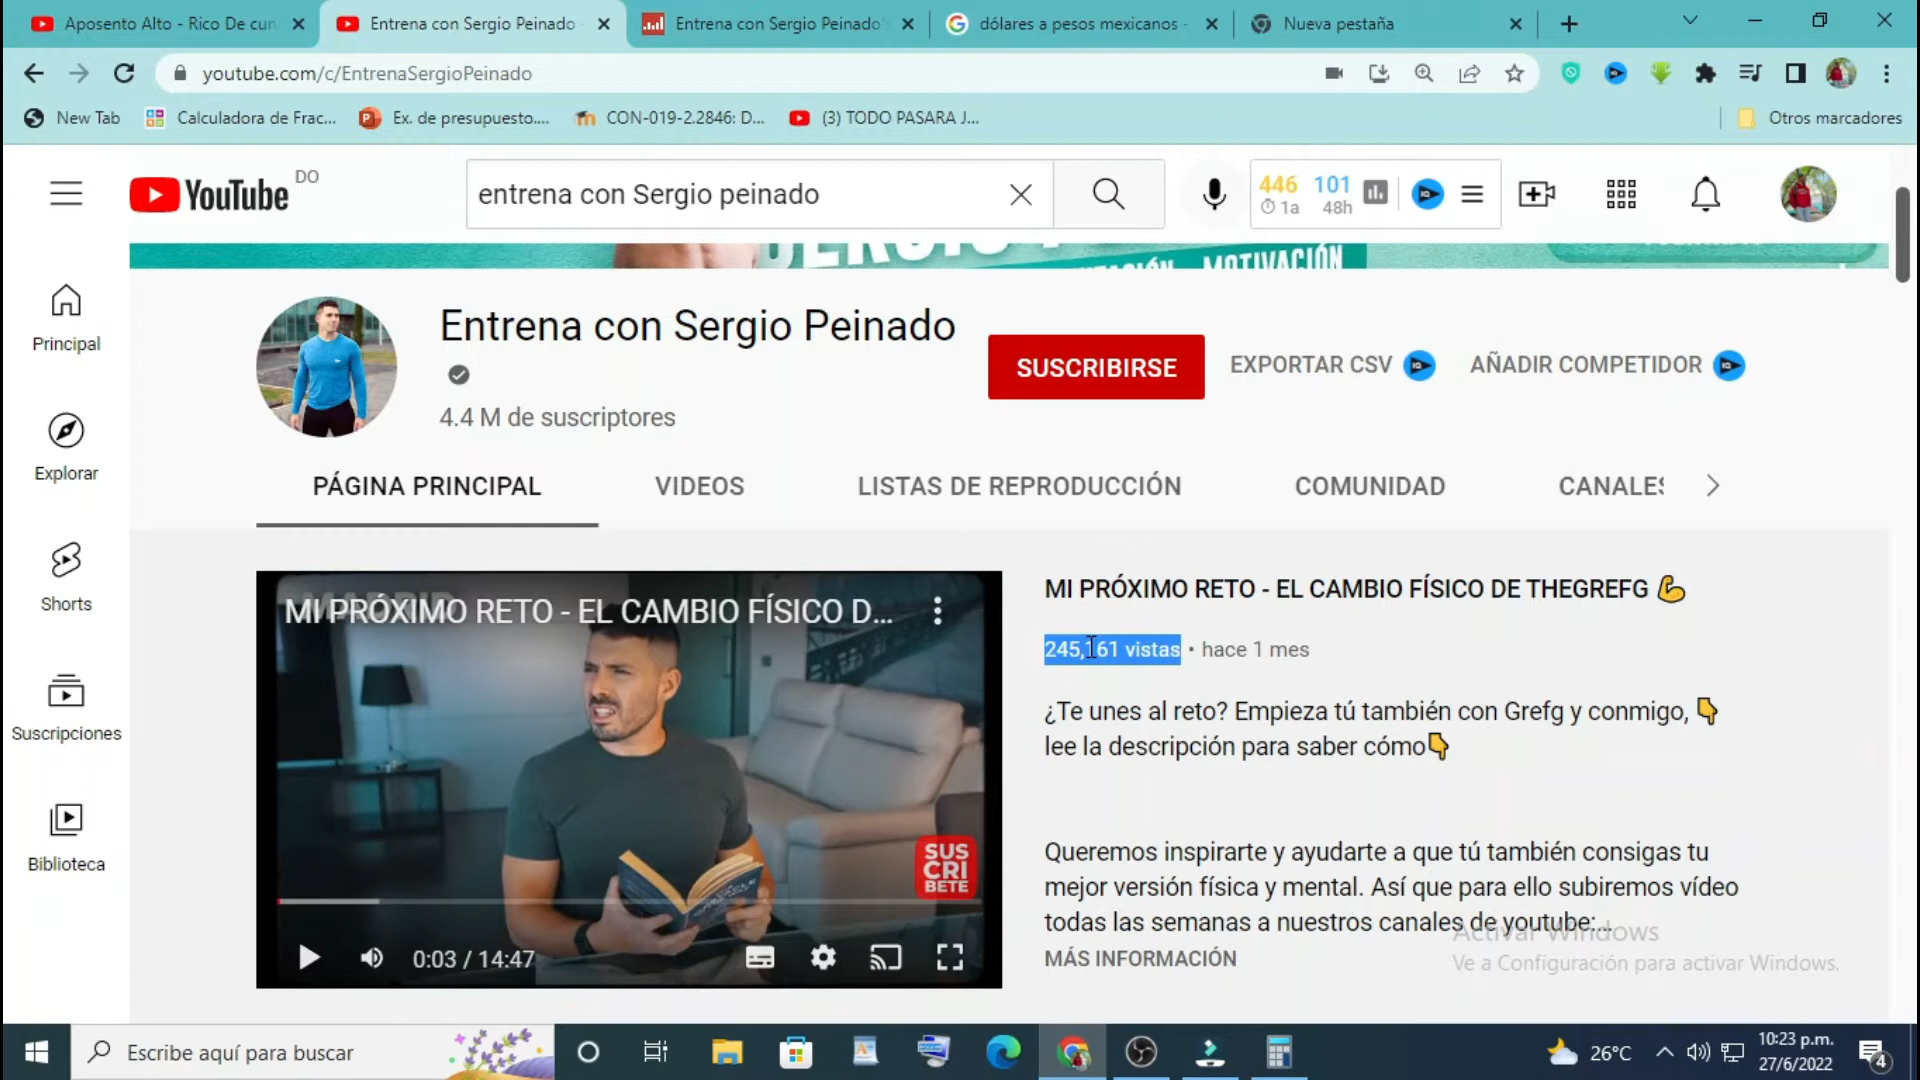 Aposento Alto - Rico De cun
Entrena con Sergio Peinado
Entrena con Sergio Peinado'
dólares a pesos mexicanos -
Nueva pestaña
youtube.com/c/EntrenaSergioPeinado
New Tab
Calculadora de Frac...
Ex. de presupuesto....
CON-019-2.2846: D...
(3) TODO PASARA J...
Otros marcadores
YouTube DO
entrena con Sergio peinado
446 101
1a 48h
MOTIVACIÓN
Principal
Explorar
Shorts
Suscripciones
Biblioteca
Entrena con Sergio Peinado
4.4 M de suscriptores
SUSCRIBIRSE
EXPORTAR CSV
AÑADIR COMPETIDOR
PÁGINA PRINCIPAL
VIDEOS
LISTAS DE REPRODUCCIÓN
COMUNIDAD
CANALES
MI PRÓXIMO RETO - EL CAMBIO FÍSICO D...
SUS
CRI
BETE
0:03 / 14:47
MI PRÓXIMO RETO - EL CAMBIO FÍSICO DE THEGREFG 💪
245,161 vistas • hace 1 mes
¿Te unes al reto? Empieza tú también con Grefg y conmigo, 👇
lee la descripción para saber cómo👇
Queremos inspirarte y ayudarte a que tú también consigas tu
mejor versión física y mental. Así que para ello subiremos vídeo
todas las semanas a nuestros canales de youtube:...
MÁS INFORMACIÓN
Activar Windows
Ve a Configuración para activar Windows.
Escribe aquí para buscar
26°C
10:23 p.m.
27/6/2022
4